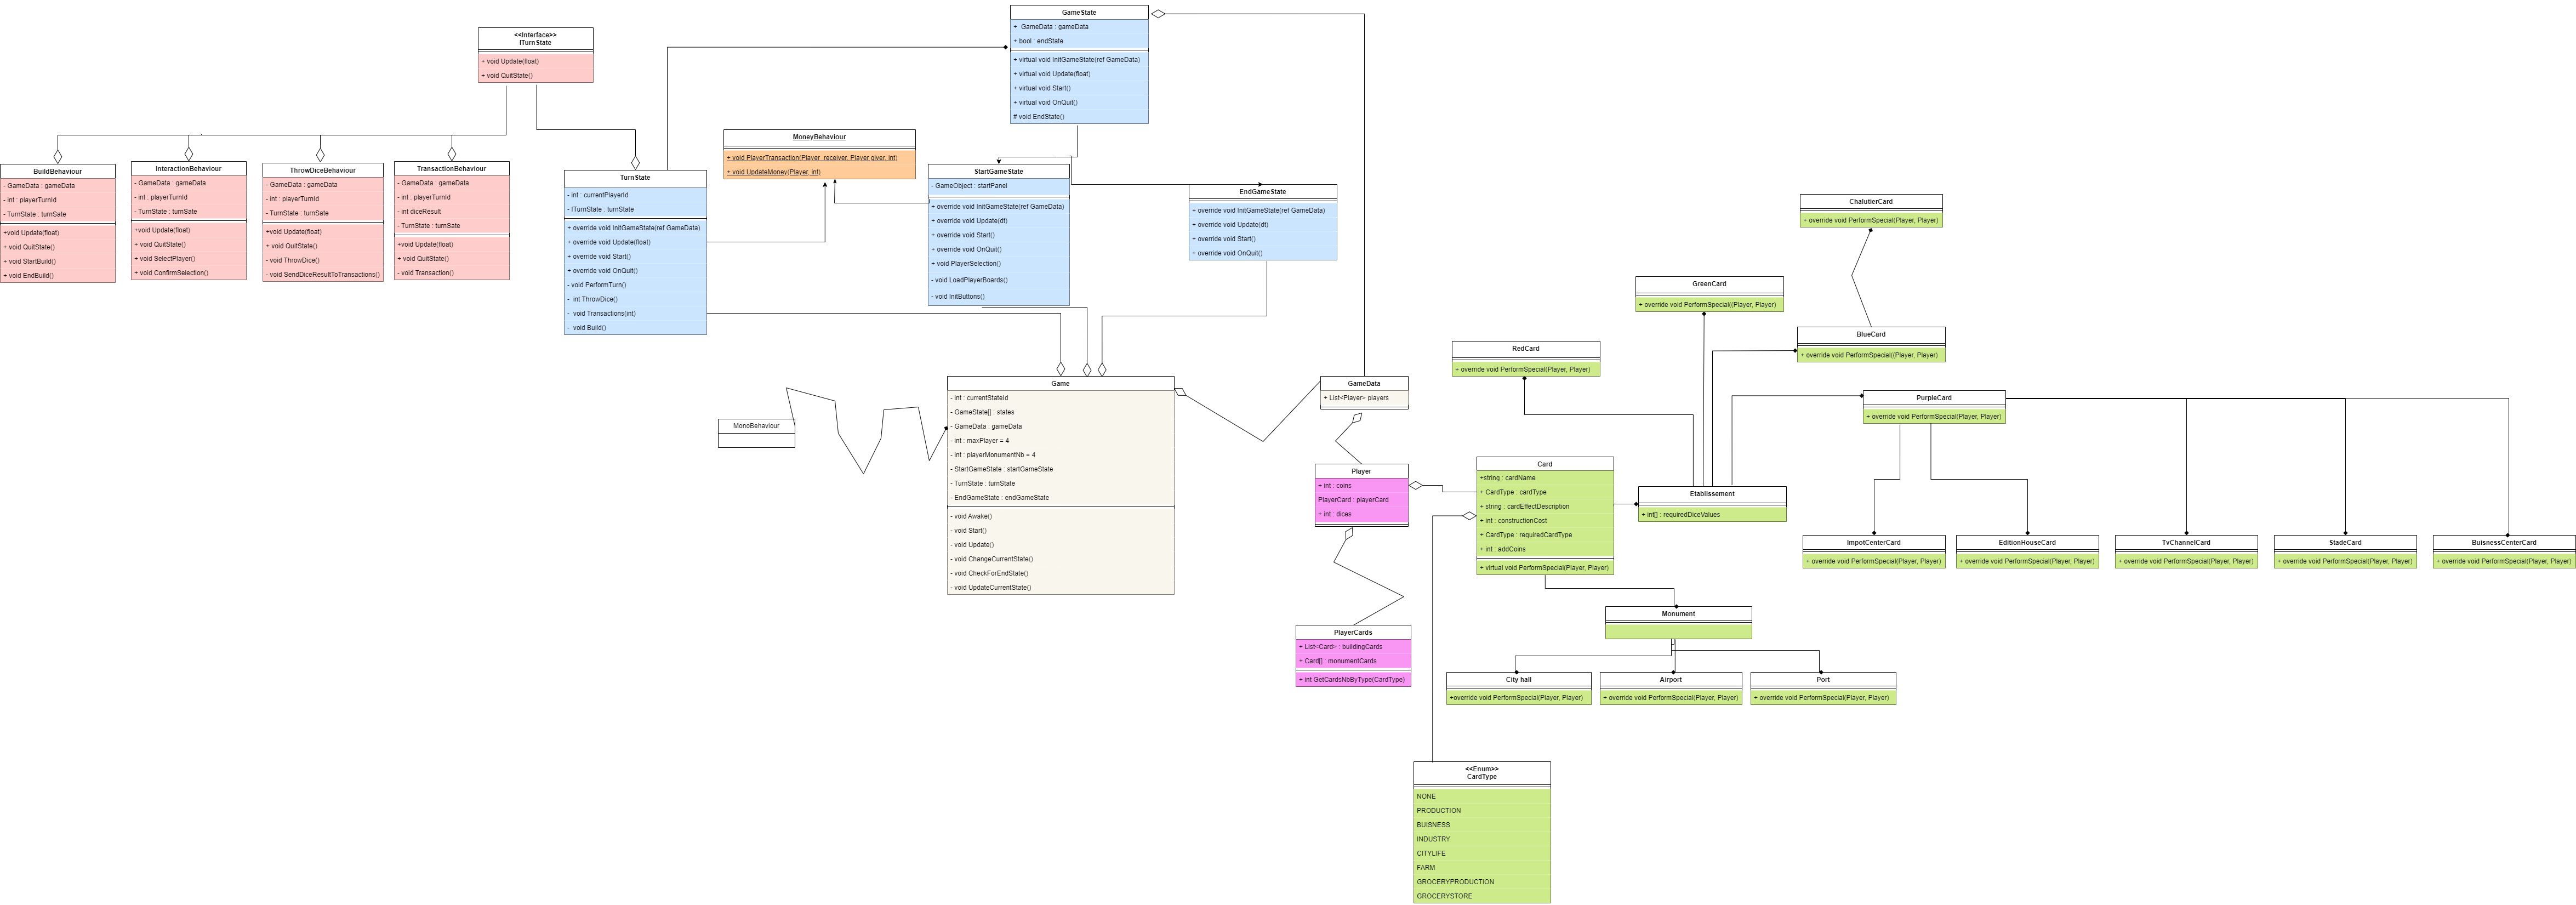 GameState
+  GameData : gameData
+ bool : endState
+ virtual void InitGameState(ref GameData)
+ virtual void Update(float)
+ virtual void Start()
+ virtual void OnQuit()
# void EndState()
<<Interface>>
ITurnState
+ void Update(float)
+ void QuitState()
BuildBehaviour
- GameData : gameData
- int : playerTurnId
- TurnState : turnSate
+void Update(float)
+ void QuitState()
+ void StartBuild()
+ void EndBuild()
InteractionBehaviour
- GameData : gameData
- int : playerTurnId
- TurnState : turnSate
+void Update(float)
+ void QuitState()
+ void SelectPlayer()
+ void ConfirmSelection()
ThrowDiceBehaviour
- GameData : gameData
- int : playerTurnId
- TurnState : turnSate
+void Update(float)
+ void QuitState()
- void ThrowDice()
- void SendDiceResultToTransactions()
TransactionBehaviour
- GameData : gameData
- int : playerTurnId
- int diceResult
- TurnState : turnSate
+void Update(float)
+ void QuitState()
- void Transaction()
TurnState
- int : currentPlayerId
- ITurnState : turnState
+ override void InitGameState(ref GameData)
+ override void Update(float)
+ override void Start()
+ override void OnQuit()
- void PerformTurn()
-  int ThrowDice()
-  void Transactions(int)
-  void Build()
MoneyBehaviour
+ void PlayerTransaction(Player  receiver, Player giver, int)
+ void UpdateMoney(Player, int)
StartGameState
- GameObject : startPanel
+ override void InitGameState(ref GameData)
+ override void Update(dt)
+ override void Start()
+ override void OnQuit()
+ void PlayerSelection()
- void LoadPlayerBoards()
- void InitButtons()
EndGameState
+ override void InitGameState(ref GameData)
+ override void Update(dt)
+ override void Start()
+ override void OnQuit()
MonoBehaviour
Game
- int : currentStateId
- GameState[] : states
- GameData : gameData
- int : maxPlayer = 4
- int : playerMonumentNb = 4
- StartGameState : startGameState
- TurnState : turnState
- EndGameState : endGameState
- void Awake()
- void Start()
- void Update()
- void ChangeCurrentState()
- void CheckForEndState()
- void UpdateCurrentState()
GameData
+ List<Player> players
Player
+ int : coins
PlayerCard : playerCard
+ int : dices
PlayerCards
+ List<Card> : buildingCards
+ Card[] : monumentCards
+ int GetCardsNbByType(CardType)
Card
+string : cardName
+ CardType : cardType
+ string : cardEffectDescription
+ int : constructionCost
+ CardType : requiredCardType
+ int : addCoins
+ virtual void PerformSpecial(Player, Player)
Etablissement
+ int[] : requiredDiceValues
RedCard
+ override void PerformSpecial(Player, Player)
GreenCard
+ override void PerformSpecial((Player, Player)
ChalutierCard
+ override void PerformSpecial(Player, Player)
BlueCard
+ override void PerformSpecial((Player, Player)
PurpleCard
+ override void PerformSpecial(Player, Player)
ImpotCenterCard
+ override void PerformSpecial(Player, Player)
EditionHouseCard
+ override void PerformSpecial(Player, Player)
TvChannelCard
+ override void PerformSpecial(Player, Player)
StadeCard
+ override void PerformSpecial(Player, Player)
BuisnessCenterCard
+ override void PerformSpecial(Player, Player)
Monument
City hall
+override void PerformSpecial(Player, Player)
Airport
+ override void PerformSpecial(Player, Player)
Port
+ override void PerformSpecial(Player, Player)
<<Enum>>
CardType
NONE
PRODUCTION
BUISNESS
INDUSTRY
CITYLIFE
FARM
GROCERYPRODUCTION
GROCERYSTORE